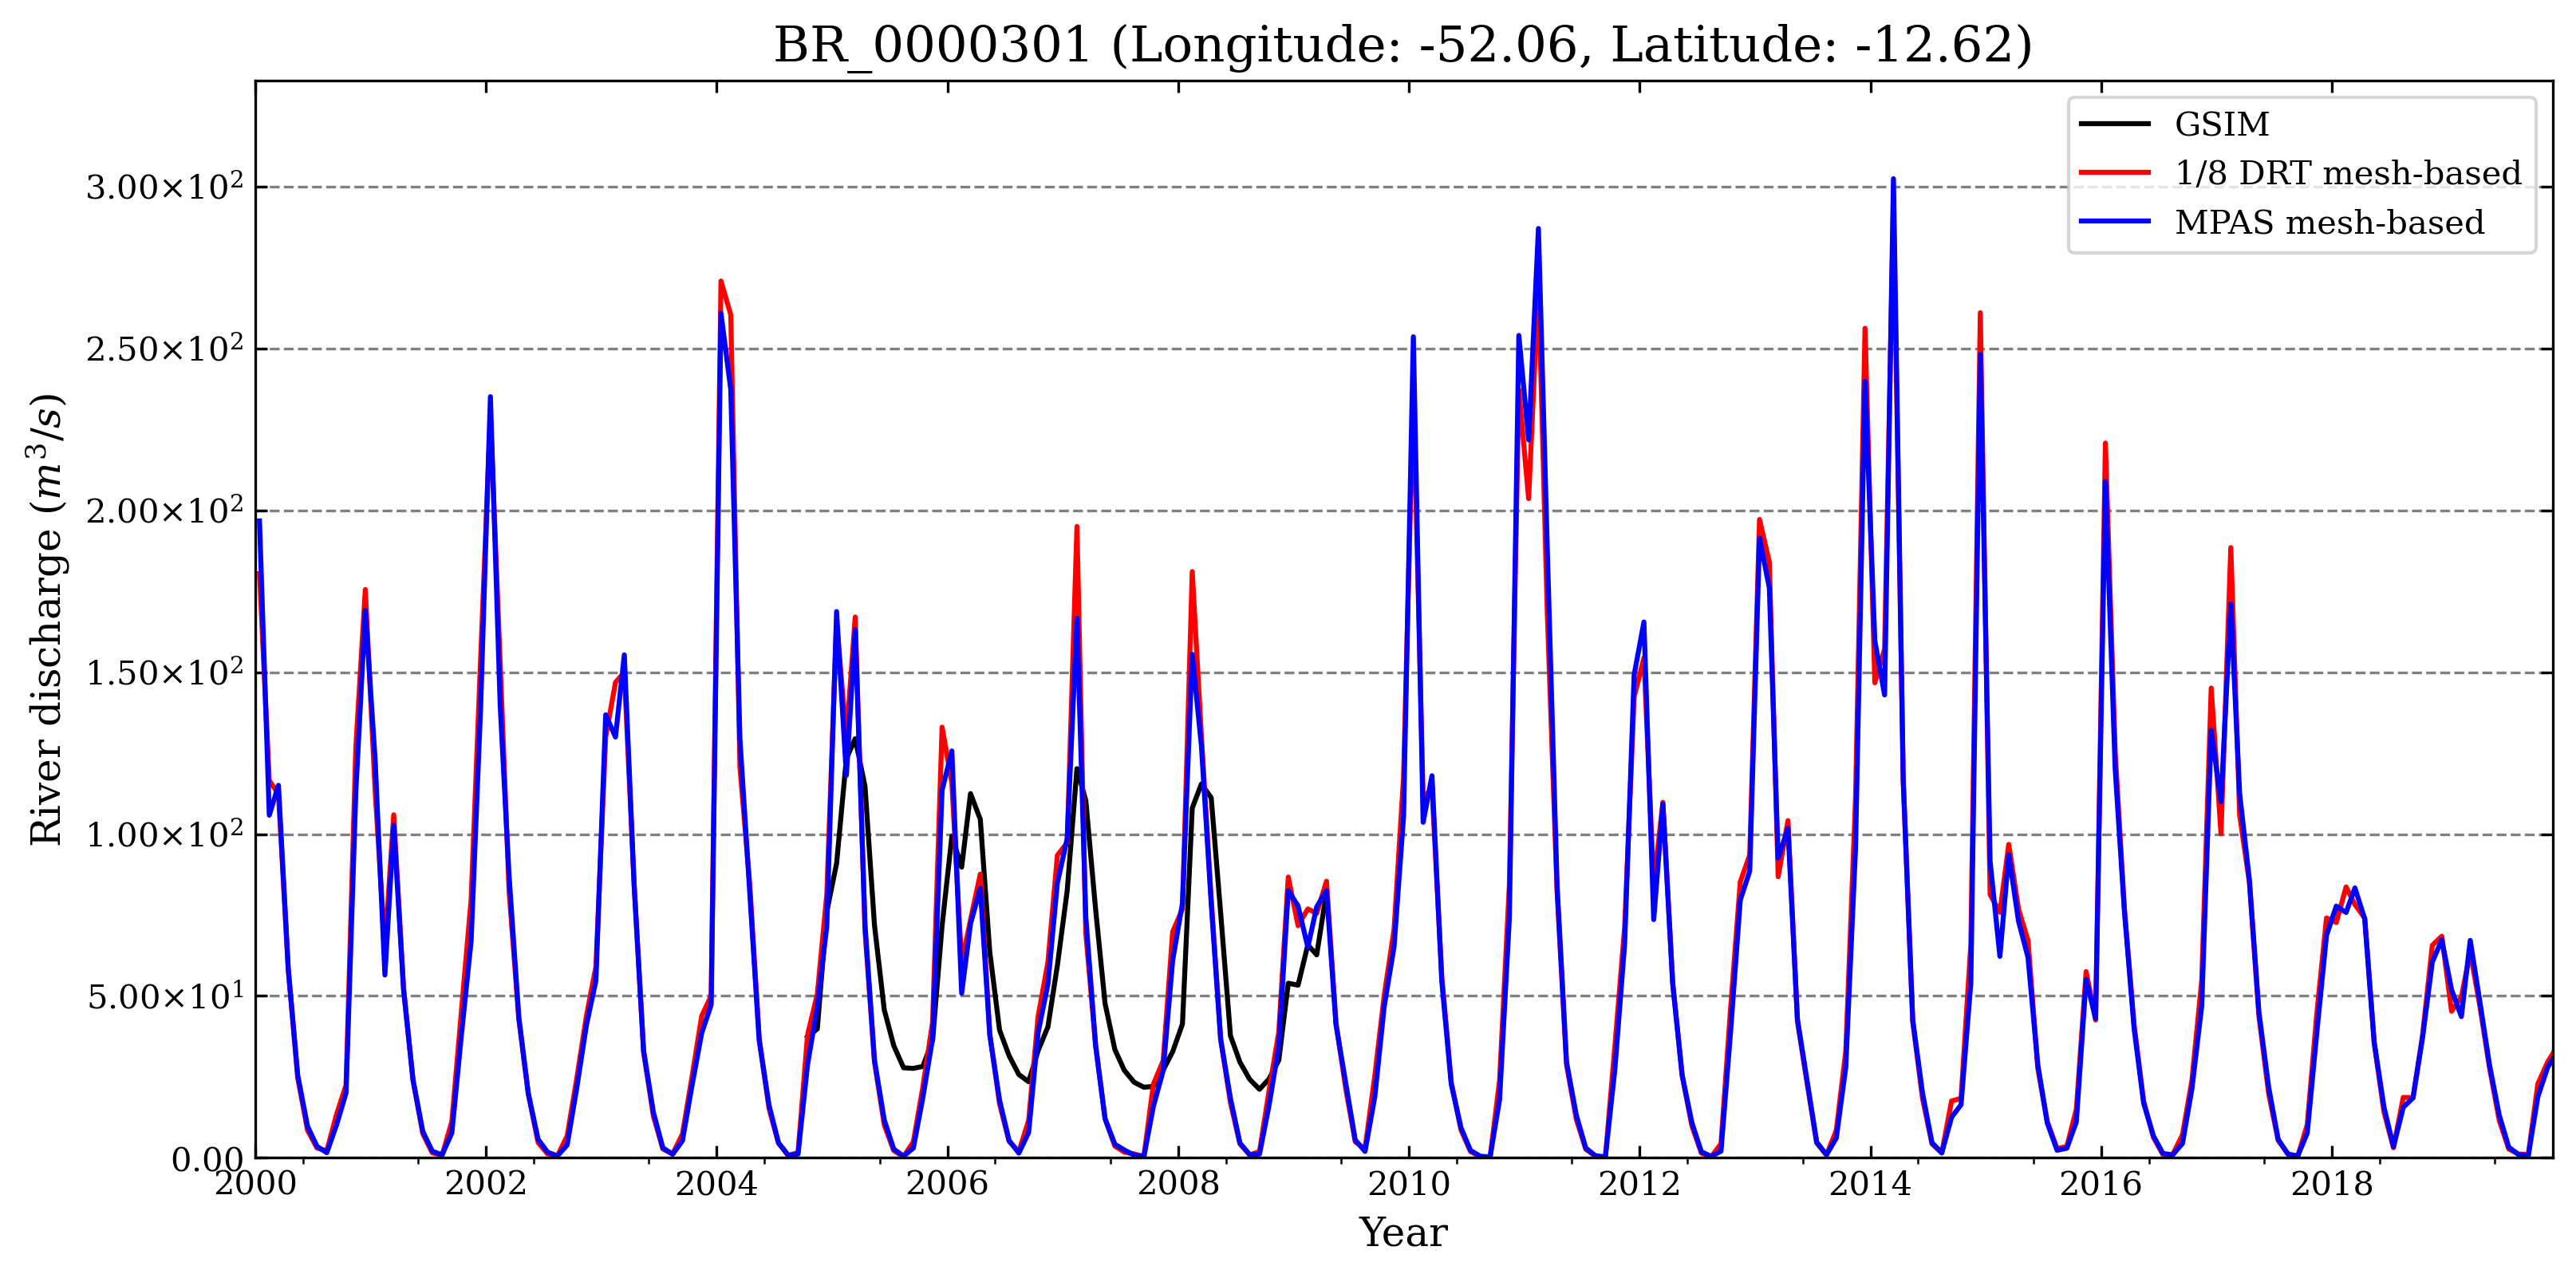 BR_0000301 (Longitude: -52.06, Latitude: -12.62)
GSIM
1/8 DRT mesh-based
MPAS mesh-based
River discharge (m³/s)
3.00×10²
2.50×10²
2.00×10²
1.50×10²
1.00×10²
5.00×10¹
0.00
2000 2002 2004 2006 2008 2010 2012 2014 2016 2018
Year